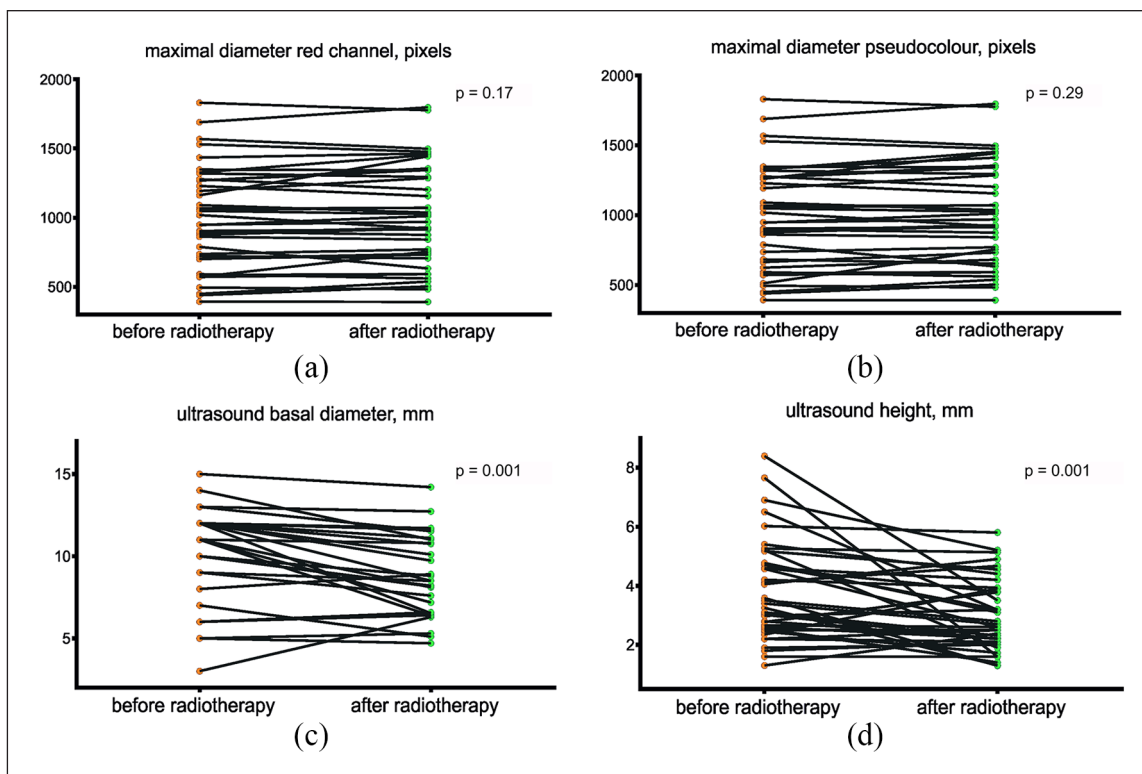 maximal diameter red channel, pixels
p = 0.17
2000
1500
1000
500
before radiotherapy after radiotherapy
(a)
maximal diameter pseudocolour, pixels
p = 0.29
2000
1500
1000
500
before radiotherapy after radiotherapy
(b)
ultrasound basal diameter, mm
p = 0.001
15
10
5
before radiotherapy after radiotherapy
(c)
ultrasound height, mm
p = 0.001
8
6
4
2
before radiotherapy after radiotherapy
(d)